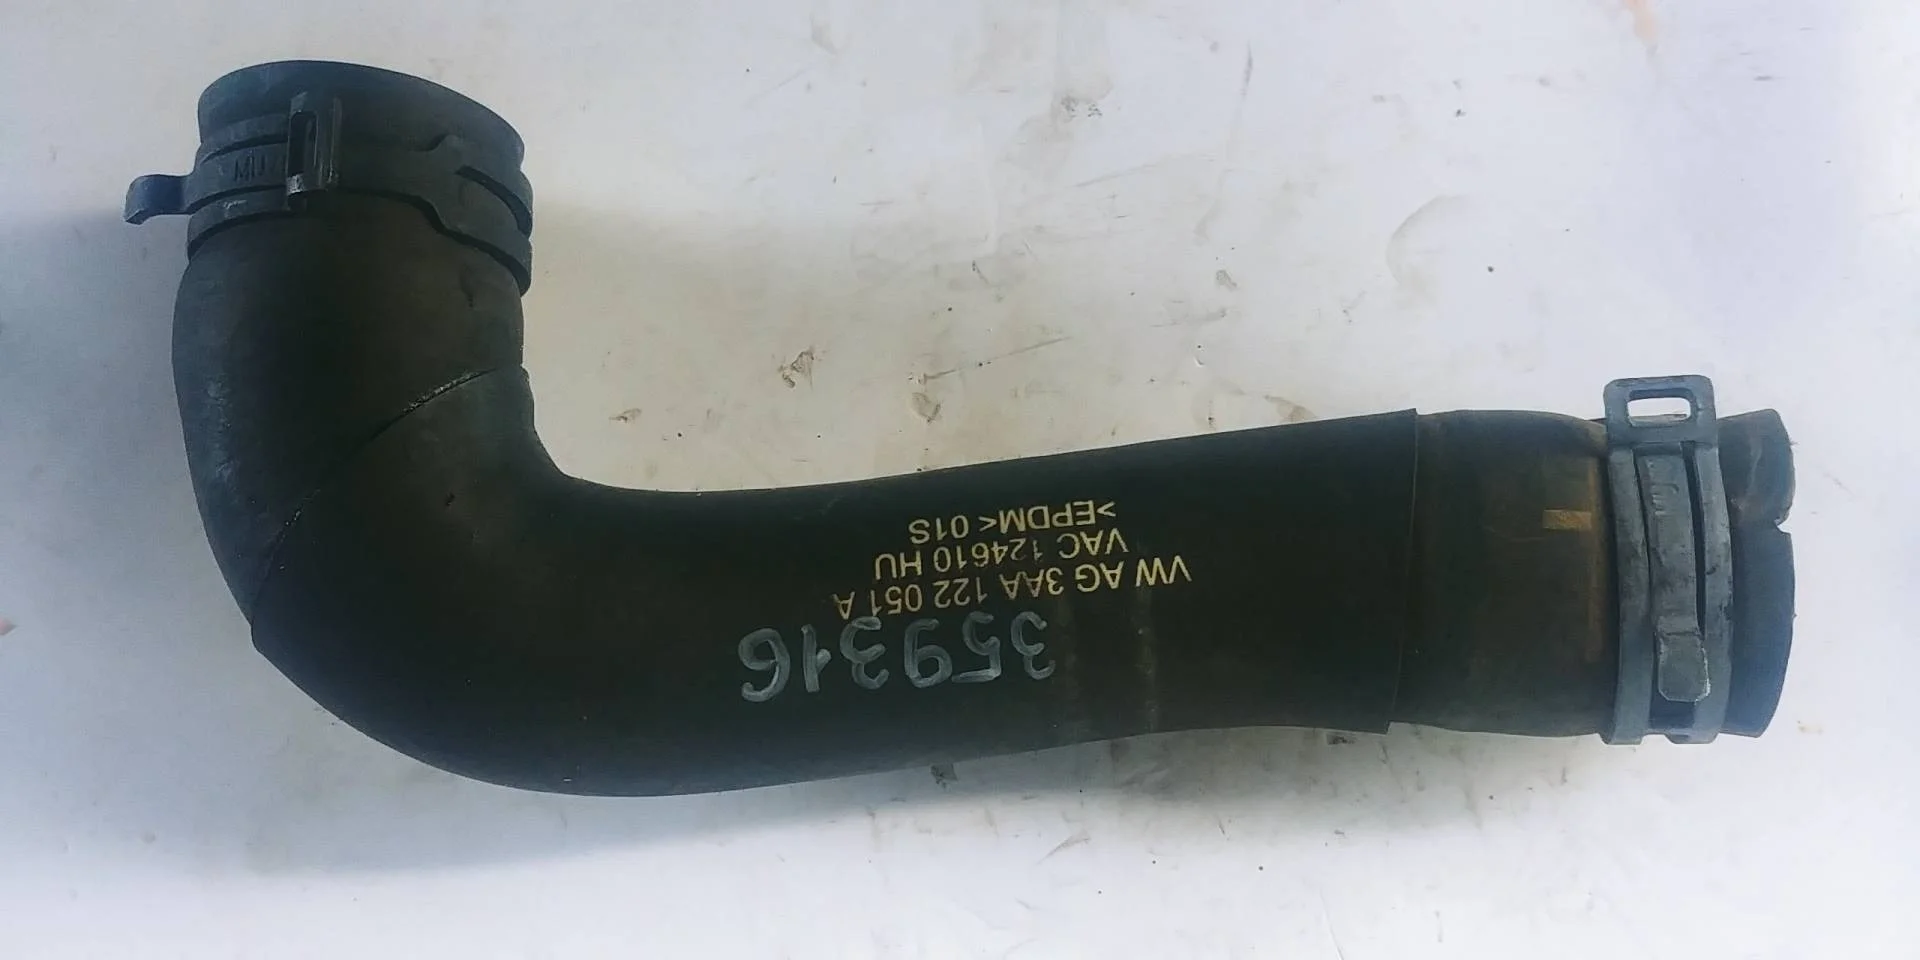 359316
VW AG 3AA 122 051 A
VAC 124610 HU
>EPDM< 01S